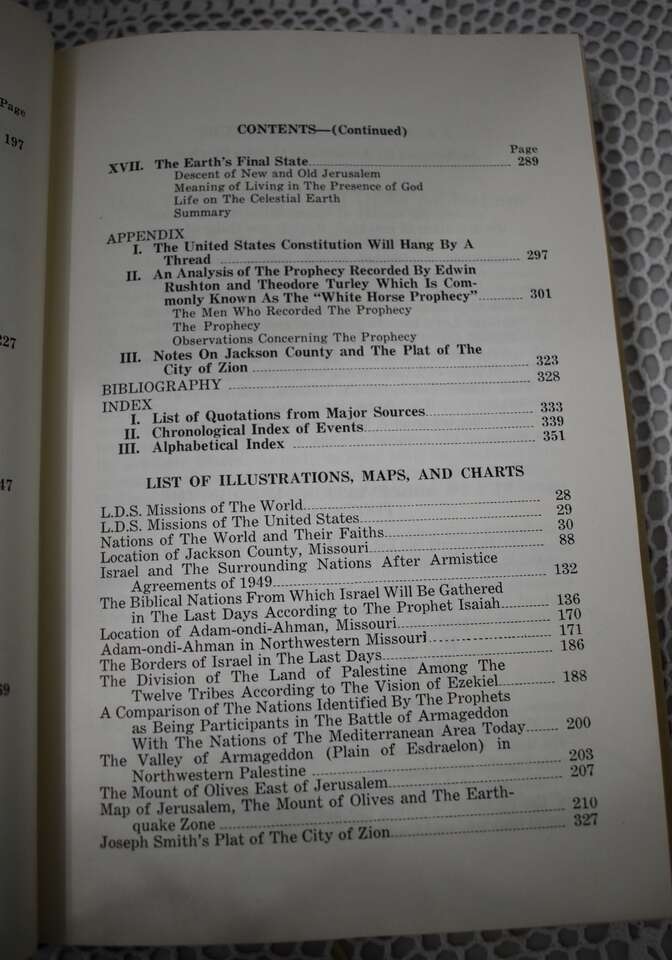 Page
197
227
47
69
CONTENTS—(Continued)
Page
XVII. The Earth's Final State 289
Descent of New and Old Jerusalem
Meaning of Living in The Presence of God
Life on The Celestial Earth
Summary
APPENDIX
I. The United States Constitution Will Hang By A
Thread 297
II. An Analysis of The Prophecy Recorded By Edwin
Rushton and Theodore Turley Which is Com-
monly Known As The "White Horse Prophecy" 301
The Men Who Recorded The Prophecy
The Prophecy
Observations Concerning The Prophecy
III. Notes On Jackson County and The Plat of The
City of Zion 323
BIBLIOGRAPHY 328
INDEX
I. List of Quotations from Major Sources 333
II. Chronological Index of Events 339
III. Alphabetical Index 351
LIST OF ILLUSTRATIONS, MAPS, AND CHARTS
L.D.S. Missions of The World 28
L.D.S. Missions of The United States 29
Nations of The World and Their Faiths 30
Location of Jackson County, Missouri 88
Israel and The Surrounding Nations After Armistice
Agreements of 1949 132
The Biblical Nations From Which Israel Will Be Gathered
in The Last Days According to The Prophet Isaiah 136
Location of Adam-ondi-Ahman, Missouri 170
Adam-ondi-Ahman in Northwestern Missouri 171
The Borders of Israel in The Last Days 186
The Division of The Land of Palestine Among The
Twelve Tribes According to The Vision of Ezekiel 188
A Comparison of The Nations Identified By The Prophets
as Being Participants in The Battle of Armageddon
With The Nations of The Mediterranean Area Today 200
The Valley of Armageddon (Plain of Esdraelon) in
Northwestern Palestine 203
The Mount of Olives East of Jerusalem 207
Map of Jerusalem, The Mount of Olives and The Earth-
quake Zone 210
Joseph Smith's Plat of The City of Zion 327